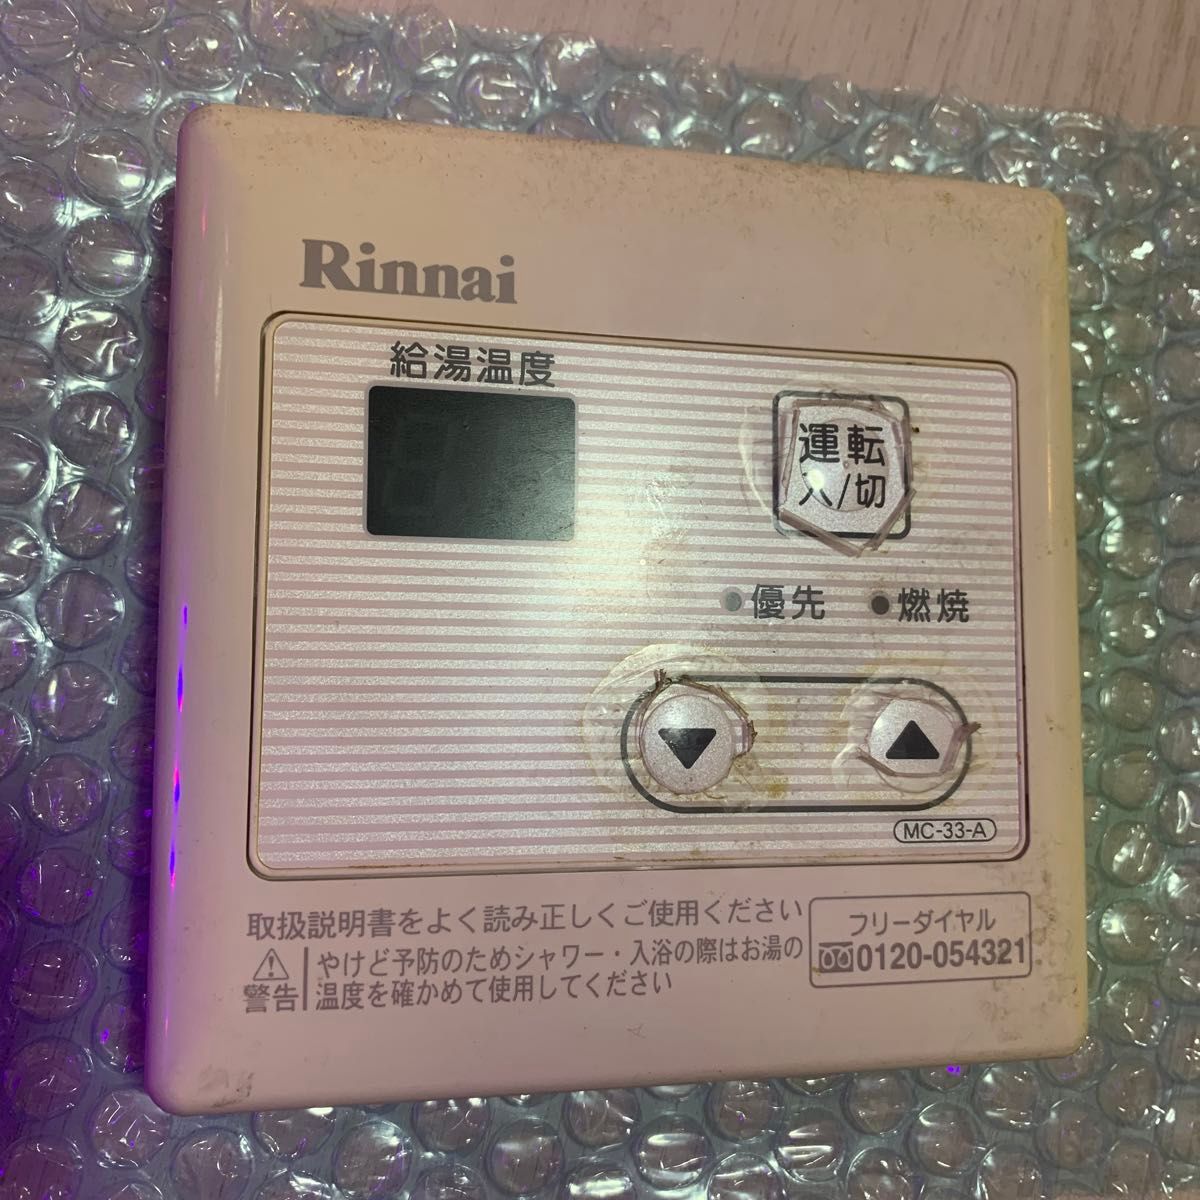 Rinnai
給湯温度
運転
入/切
優先 燃焼
▼ ▲
MC-33-A
取扱説明書をよく読み正しくご使用ください
警告
やけど予防のためシャワー・入浴の際はお湯の
温度を確かめて使用してください
フリーダイヤル
0120-054321